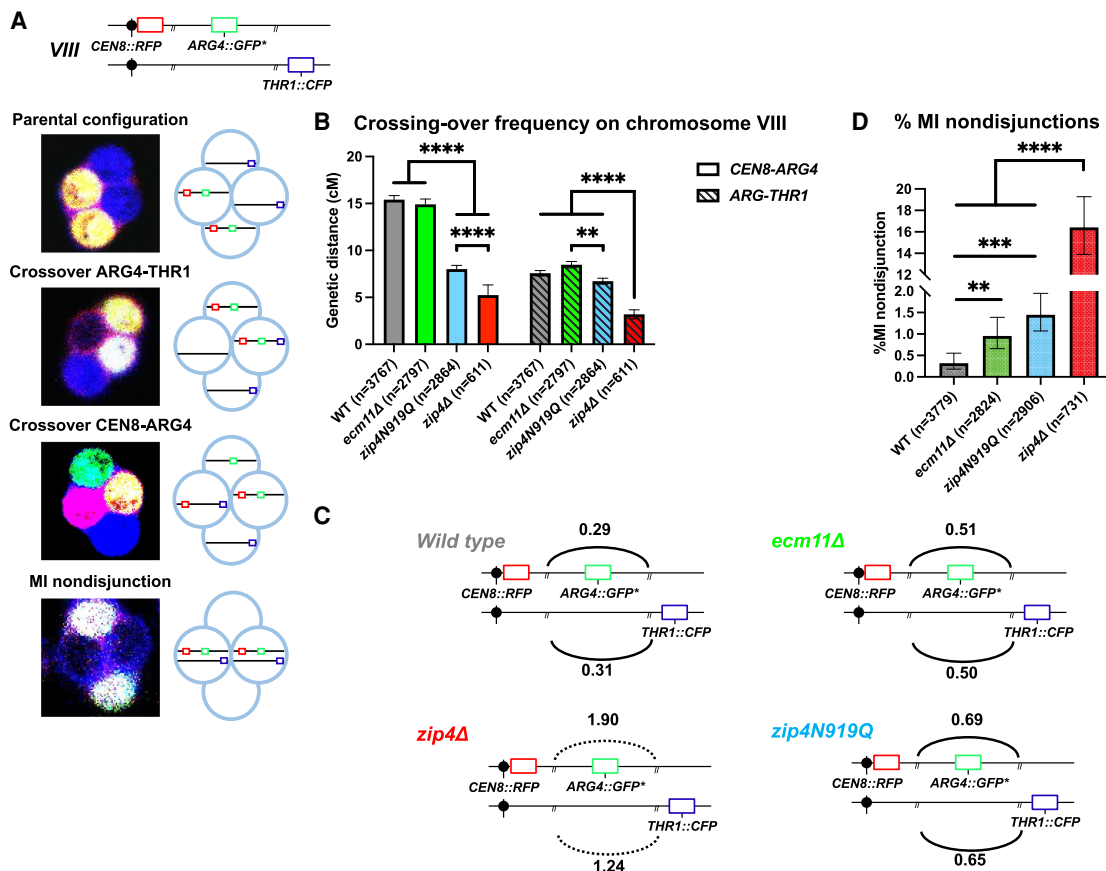 A
VIII
CEN8::RFP
ARG4::GFP*
THR1::CFP
Parental configuration
Crossover ARG4-THR1
Crossover CEN8-ARG4
MI nondisjunction
B
Crossing-over frequency on chromosome VIII
Genetic distance (cM)
20
15
10
5
0
****
****
****
**
CEN8-ARG4
ARG-THR1
WT (n=3767)
ecm11Δ (n=2797)
zip4N919Q (n=2864)
zip4Δ (n=611)
WT (n=3767)
ecm11Δ (n=2797)
zip4N919Q (n=2864)
zip4Δ (n=611)
D
% MI nondisjunctions
%MI nondisjunction
20
18
16
14
12
2.0
1.5
1.0
0.5
0.0
****
***
**
WT (n=3779)
ecm11Δ (n=2824)
zip4N919Q (n=2906)
zip4Δ (n=731)
C
Wild type
0.29
CEN8::RFP
ARG4::GFP*
THR1::CFP
0.31
ecm11Δ
0.51
CEN8::RFP
ARG4::GFP*
THR1::CFP
0.50
zip4Δ
1.90
CEN8::RFP
ARG4::GFP*
THR1::CFP
1.24
zip4N919Q
0.69
CEN8::RFP
ARG4::GFP*
THR1::CFP
0.65